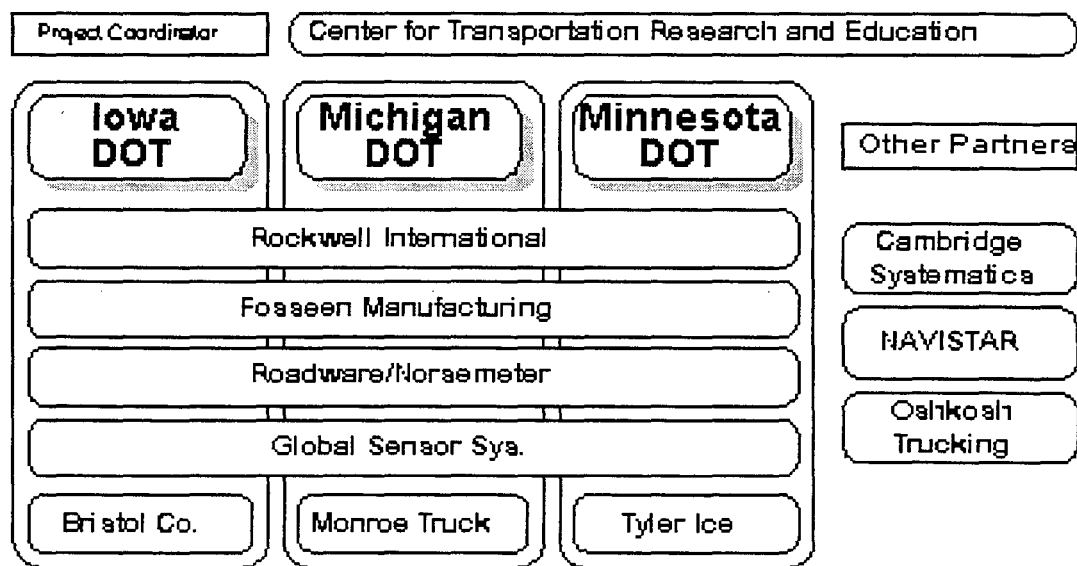 Project Coordinator
Center for Transportation Research and Education
Iowa
DOT
Michigan
DOT
Minnesota
DOT
Other Partners
Rockwell International
Fosseen Manufacturing
Roadware/Norsemeter
Global Sensor Sys.
Bristol Co.
Monroe Truck
Tyler Ice
Cambridge
Systematics
NAVISTAR
Oshkosh
Trucking